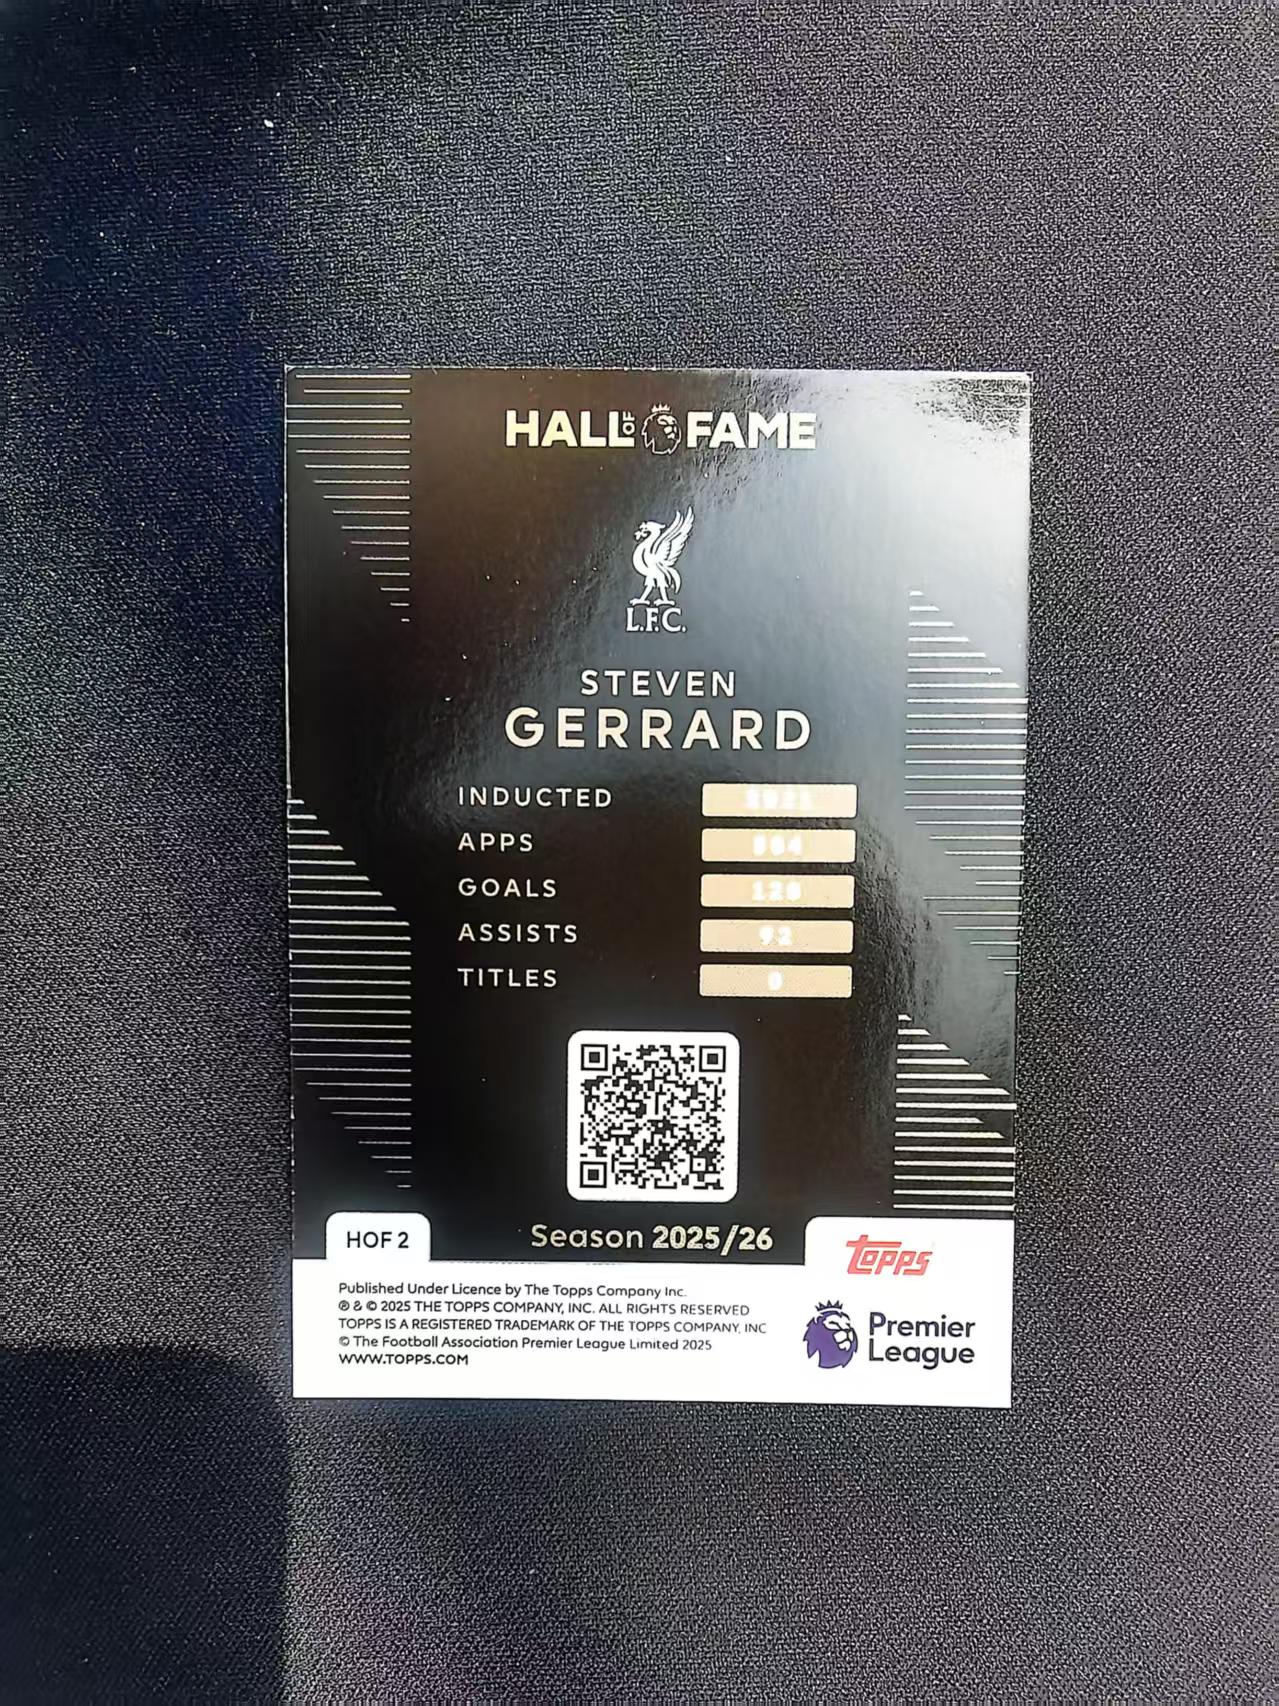 HALL OF FAME
L.F.C.
STEVEN
GERRARD
INDUCTED
APPS
GOALS
ASSISTS 92
TITLES 0
HOF 2
Season 2025/26
TOPPS
Published Under Licence by The Topps Company Inc.
® & © 2025 THE TOPPS COMPANY, INC. ALL RIGHTS RESERVED
TOPPS IS A REGISTERED TRADEMARK OF THE TOPPS COMPANY, INC
© The Football Association Premier League Limited 2025
WWW.TOPPS.COM
Premier
League